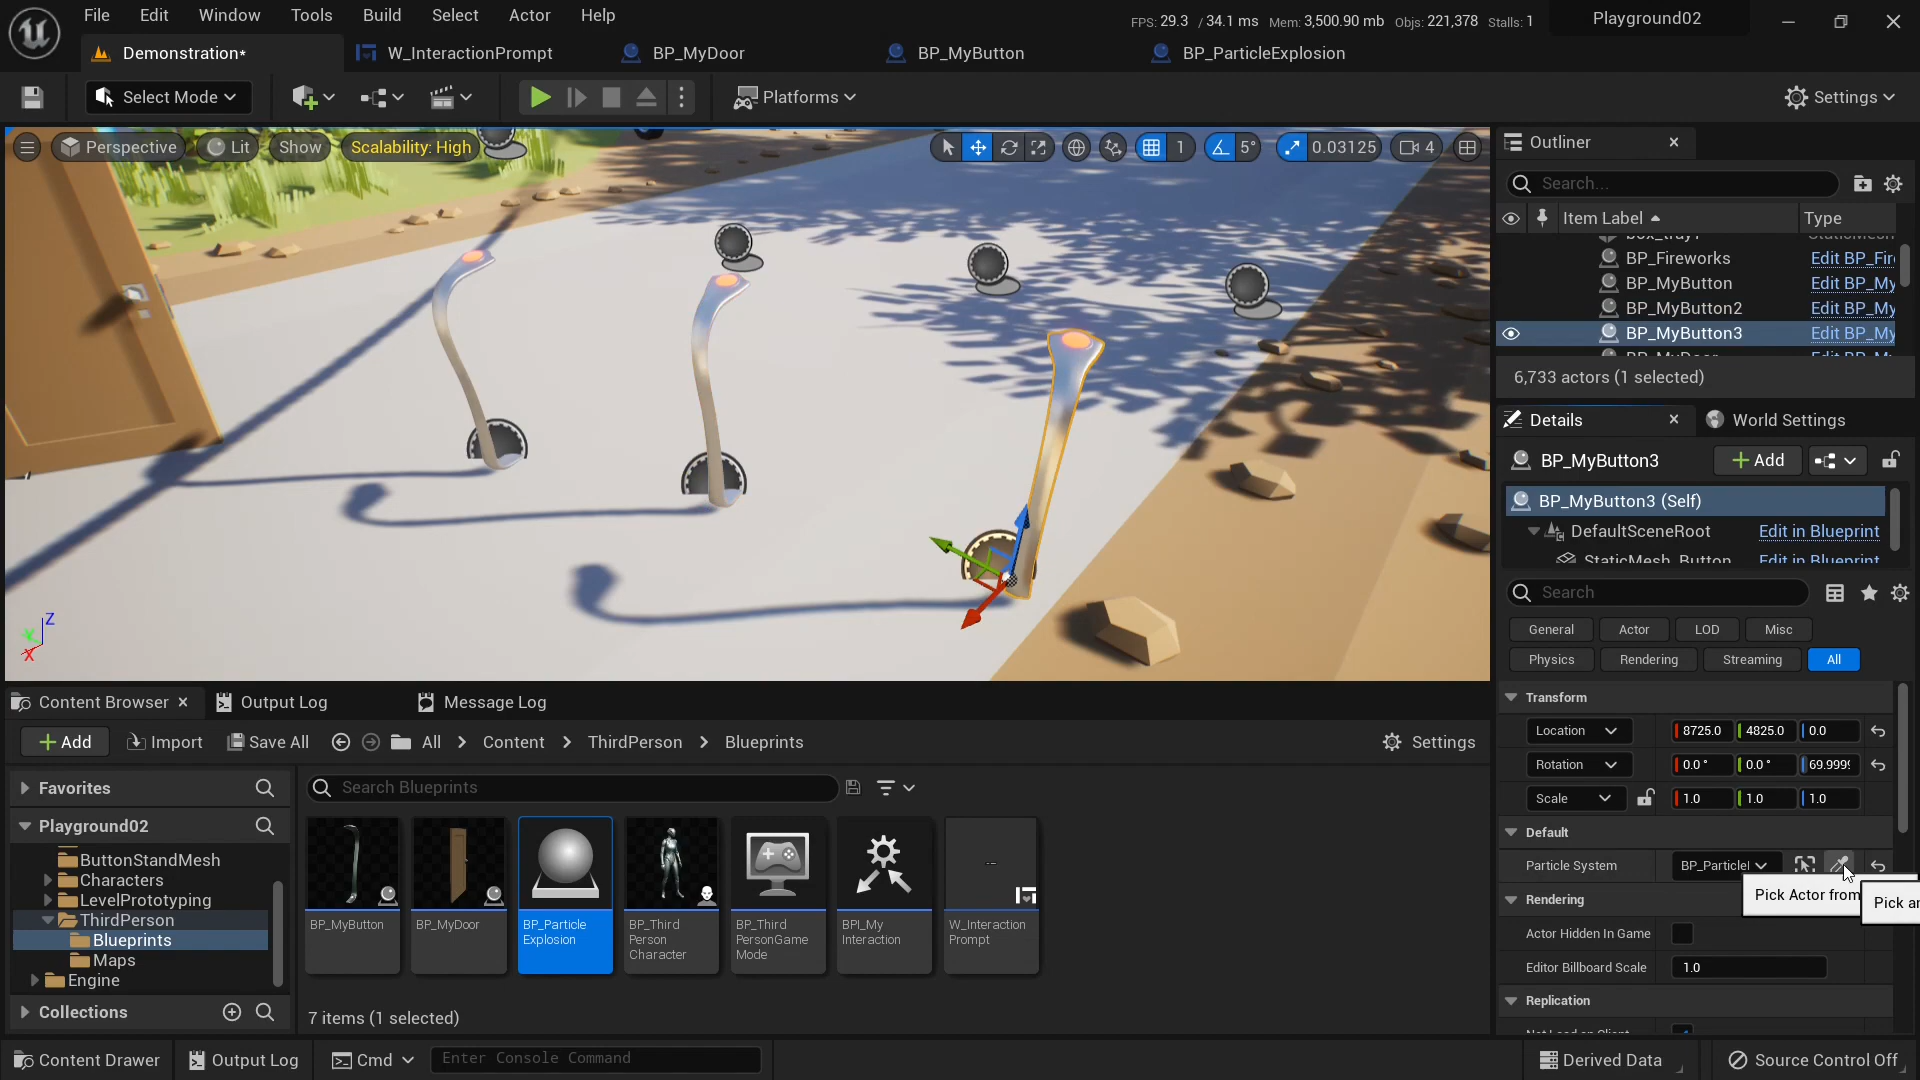 File Edit Window Tools Build Select Actor Help
FPS: 29.3 / 34.1 ms Mem: 3,500.90 mb Objs: 221,378 Stalls: 1
Playground02
Demonstration*
W_InteractionPrompt
BP_MyDoor
BP_MyButton
BP_ParticleExplosion
Select Mode
Platforms
Settings
Perspective
Lit
Show
Scalability: High
1
5°
0.03125
4
Z
Y
X
Outliner
Search...
Item Label
Type
BP_Fireworks Edit BP_Fir
BP_MyButton Edit BP_My
BP_MyButton2 Edit BP_My
BP_MyButton3 Edit BP_My
6,733 actors (1 selected)
Details
World Settings
BP_MyButton3
Add
BP_MyButton3 (Self)
DefaultSceneRoot Edit in Blueprint
StaticMesh_Button Edit in Blueprint
Search
General Actor LOD Misc
Physics Rendering Streaming All
Transform
Location 8725.0 4825.0 0.0
Rotation 0.0° 0.0° 69.999
Scale 1.0 1.0 1.0
Default
Particle System BP_Particle
Pick Actor from
Pick a
Rendering
Actor Hidden In Game
Editor Billboard Scale 1.0
Replication
Content Browser
Output Log
Message Log
Add
Import
Save All
All > Content > ThirdPerson > Blueprints
Settings
Favorites
Playground02
ButtonStandMesh
Characters
LevelPrototyping
ThirdPerson
Blueprints
Maps
Engine
Collections
Search Blueprints
BP_MyButton
BP_MyDoor
BP_Particle
Explosion
BP_Third
Person
Character
BP_Third
PersonGame
Mode
BPI_My
Interaction
W_Interaction
Prompt
7 items (1 selected)
Content Drawer
Output Log
Cmd
Enter Console Command
Derived Data
Source Control Off